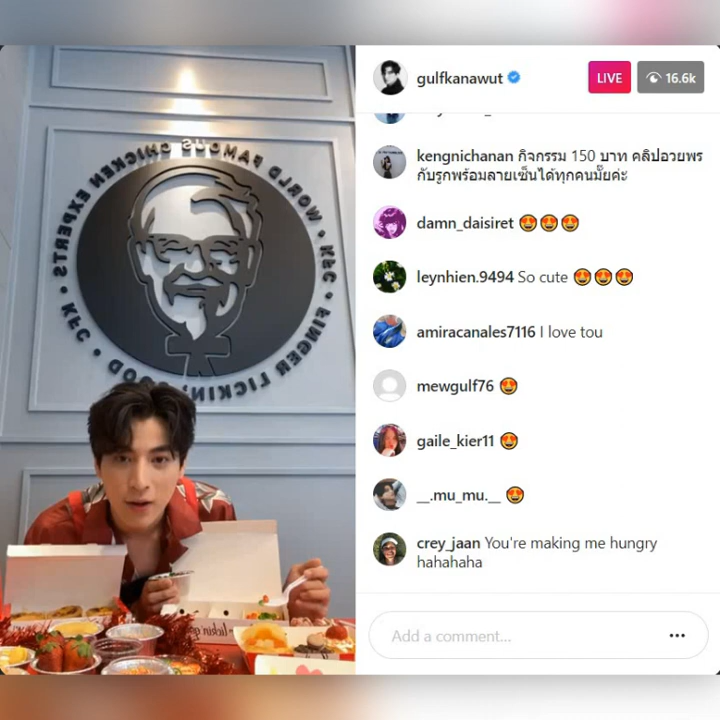 WORLD FAMOUS CHICKEN EXPERTS • KFC • FINGER LICKIN' GOOD • KFC •
gulfkanawut
LIVE
16.6k
kengnichanan กิจกรรม 150 บาท คลิปอวยพร
กับรูกพร้อมลายเซ็นได้ทุกคนมั๊ยค่ะ
damn_daisiret 😍😍😍
leynhien.9494 So cute 😍😍😍
amiracanales7116 I love tou
mewgulf76 😍
gaile_kier11 😍
__.mu_mu.__ 😍
crey_jaan You're making me hungry
hahahaha
Add a comment...